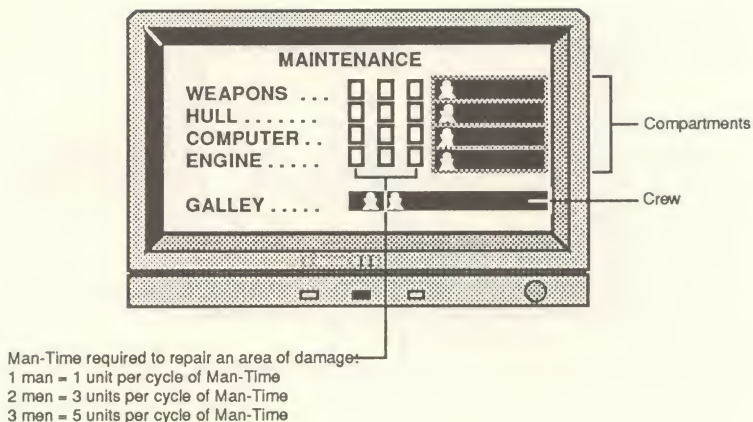 MAINTENANCE
WEAPONS ...
HULL .......
COMPUTER ..
ENGINE .....
GALLEY .....
Compartments
Crew
Man-Time required to repair an area of damage:
1 man = 1 unit per cycle of Man-Time
2 men = 3 units per cycle of Man-Time
3 men = 5 units per cycle of Man-Time